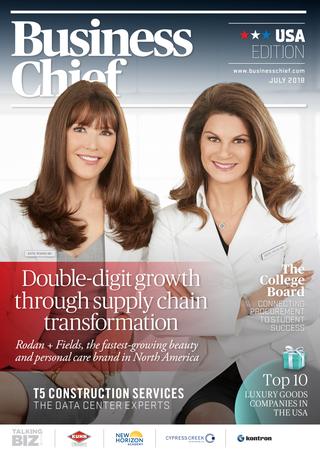 Business
Chief
★★★ USA
EDITION
www.businesschief.com
JULY 2018
Double-digit growth
through supply chain
transformation
Rodan + Fields, the fastest-growing beauty
and personal care brand in North America
The
College
Board
CONNECTING
PROCUREMENT
TO STUDENT
SUCCESS
T5 CONSTRUCTION SERVICES
THE DATA CENTER EXPERTS
Top 10
LUXURY GOODS
COMPANIES IN
THE USA
TALKING
BIZ
KUHN
NEW
HORIZON
ACADEMY
CYPRESS CREEK
kontron